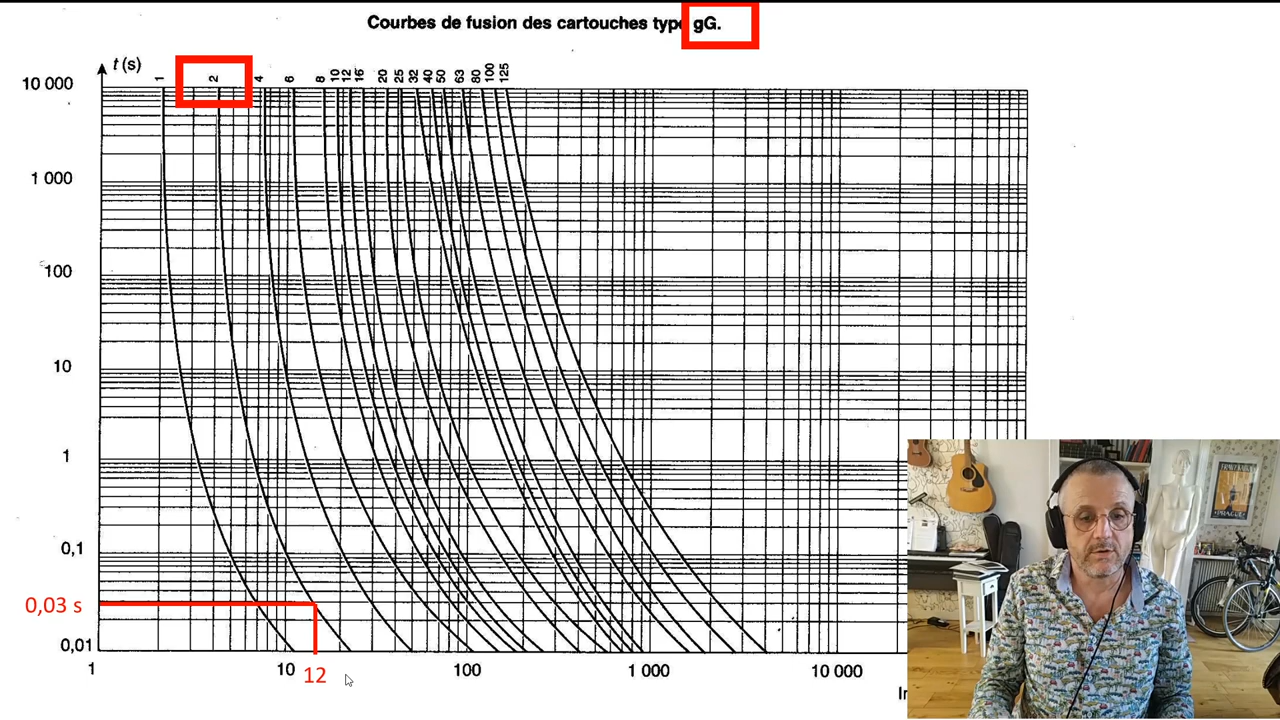 Courbes de fusion des cartouches type gG.
t (s)
1 2 4 6 8 10 12 16 20 25 32 40 50 63 80 100 125
10 000
1 000
100
10
1
0,1
0,03 s
0,01
1 10 100 1 000 10 000
12
PRAGUE